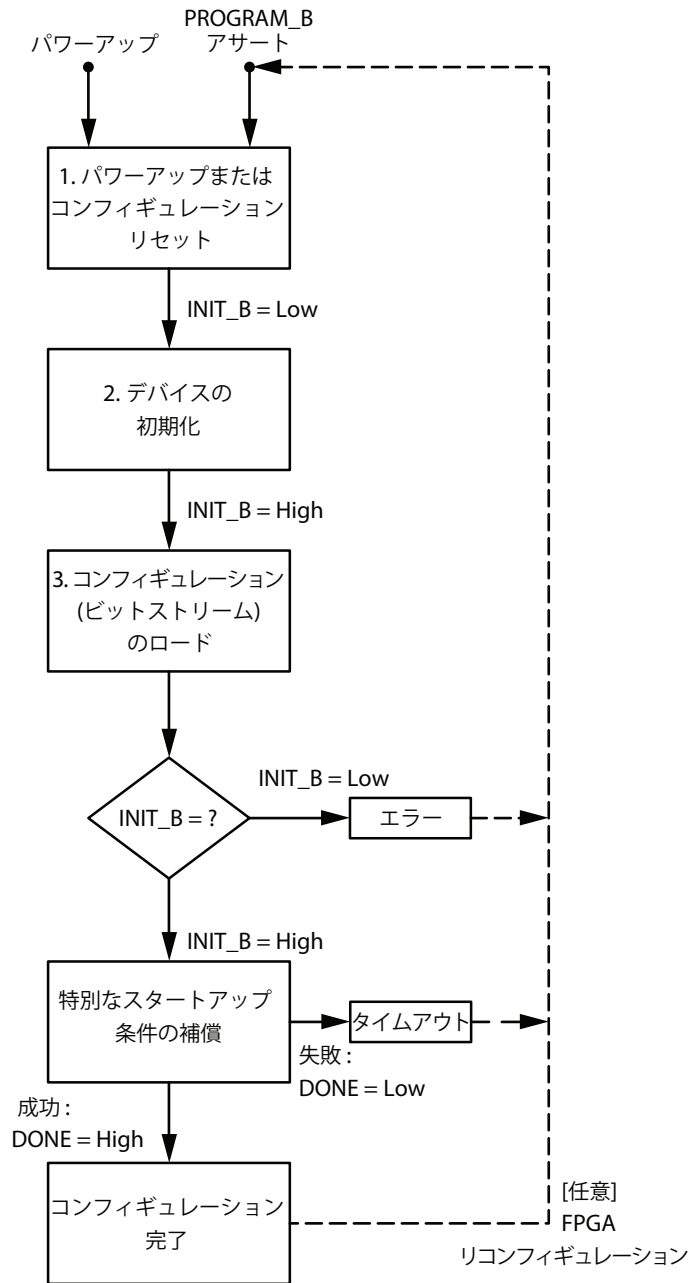 パワーアップ
PROGRAM_B
アサート
1. パワーアップまたは
コンフィギュレーション
リセット
INIT_B = Low
2. デバイスの
初期化
INIT_B = High
3. コンフィギュレーション
(ビットストリーム)
のロード
INIT_B = ?
INIT_B = Low
エラー
INIT_B = High
特別なスタートアップ
条件の補償
タイムアウト
失敗 :
DONE = Low
成功 :
DONE = High
コンフィギュレーション
完了
[任意]
FPGA
リコンフィギュレーション